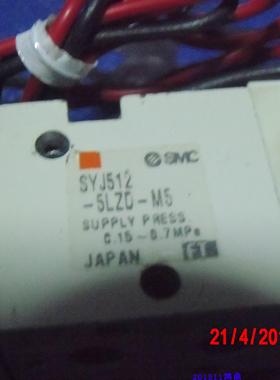 SMC
SYJ512
-5LZD-M5
SUPPLY PRESS.
0.15~0.7MPa
JAPAN
21/4/20